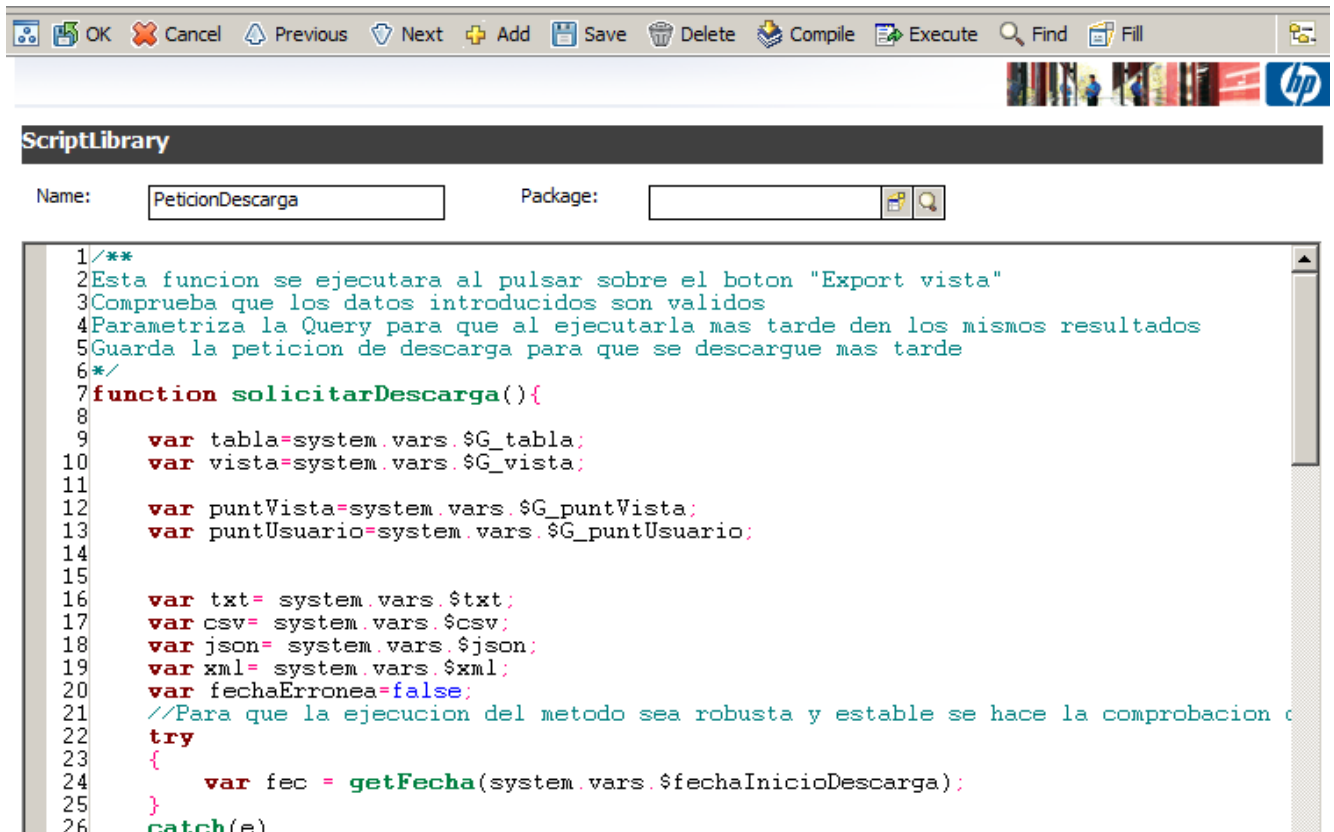 OK Cancel Previous Next Add Save Delete Compile Execute Find Fill
hp
ScriptLibrary
Name: PeticionDescarga Package:
1/**
2Esta funcion se ejecutara al pulsar sobre el boton "Export vista"
3Comprueba que los datos introducidos son validos
4Parametriza la Query para que al ejecutarla mas tarde den los mismos resultados
5Guarda la peticion de descarga para que se descargue mas tarde
6*/
7function solicitarDescarga(){
8
9 var tabla=system.vars.$G_tabla;
10 var vista=system.vars.$G_vista;
11
12 var puntVista=system.vars.$G_puntVista;
13 var puntUsuario=system.vars.$G_puntUsuario;
14
15
16 var txt= system.vars.$txt;
17 var csv= system.vars.$csv;
18 var json= system.vars.$json;
19 var xml= system.vars.$xml;
20 var fechaErronea=false;
21 //Para que la ejecucion del metodo sea robusta y estable se hace la comprobacion
22 try
23 {
24 var fec = getFecha(system.vars.$fechaInicioDescarga);
25 }
26 catch(e)